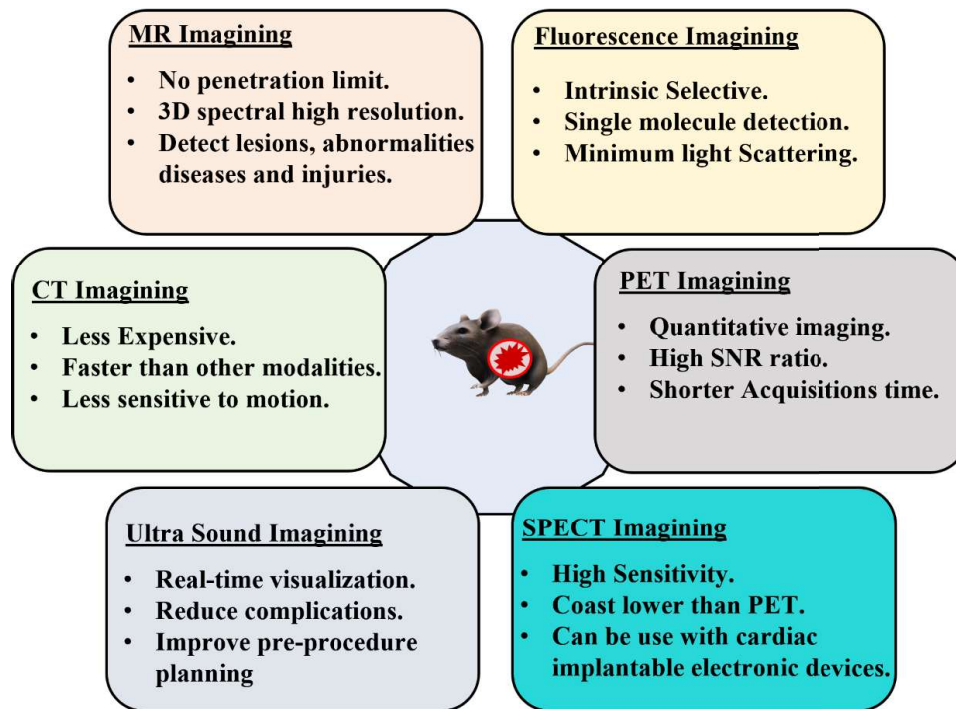 MR Imagining
• No penetration limit.
• 3D spectral high resolution.
• Detect lesions, abnormalities
diseases and injuries.
Fluorescence Imagining
• Intrinsic Selective.
• Single molecule detection.
• Minimum light Scattering.
CT Imagining
• Less Expensive.
• Faster than other modalities.
• Less sensitive to motion.
PET Imagining
• Quantitative imaging.
• High SNR ratio.
• Shorter Acquisitions time.
Ultra Sound Imagining
• Real-time visualization.
• Reduce complications.
• Improve pre-procedure
planning
SPECT Imagining
• High Sensitivity.
• Coast lower than PET.
• Can be use with cardiac
implantable electronic devices.